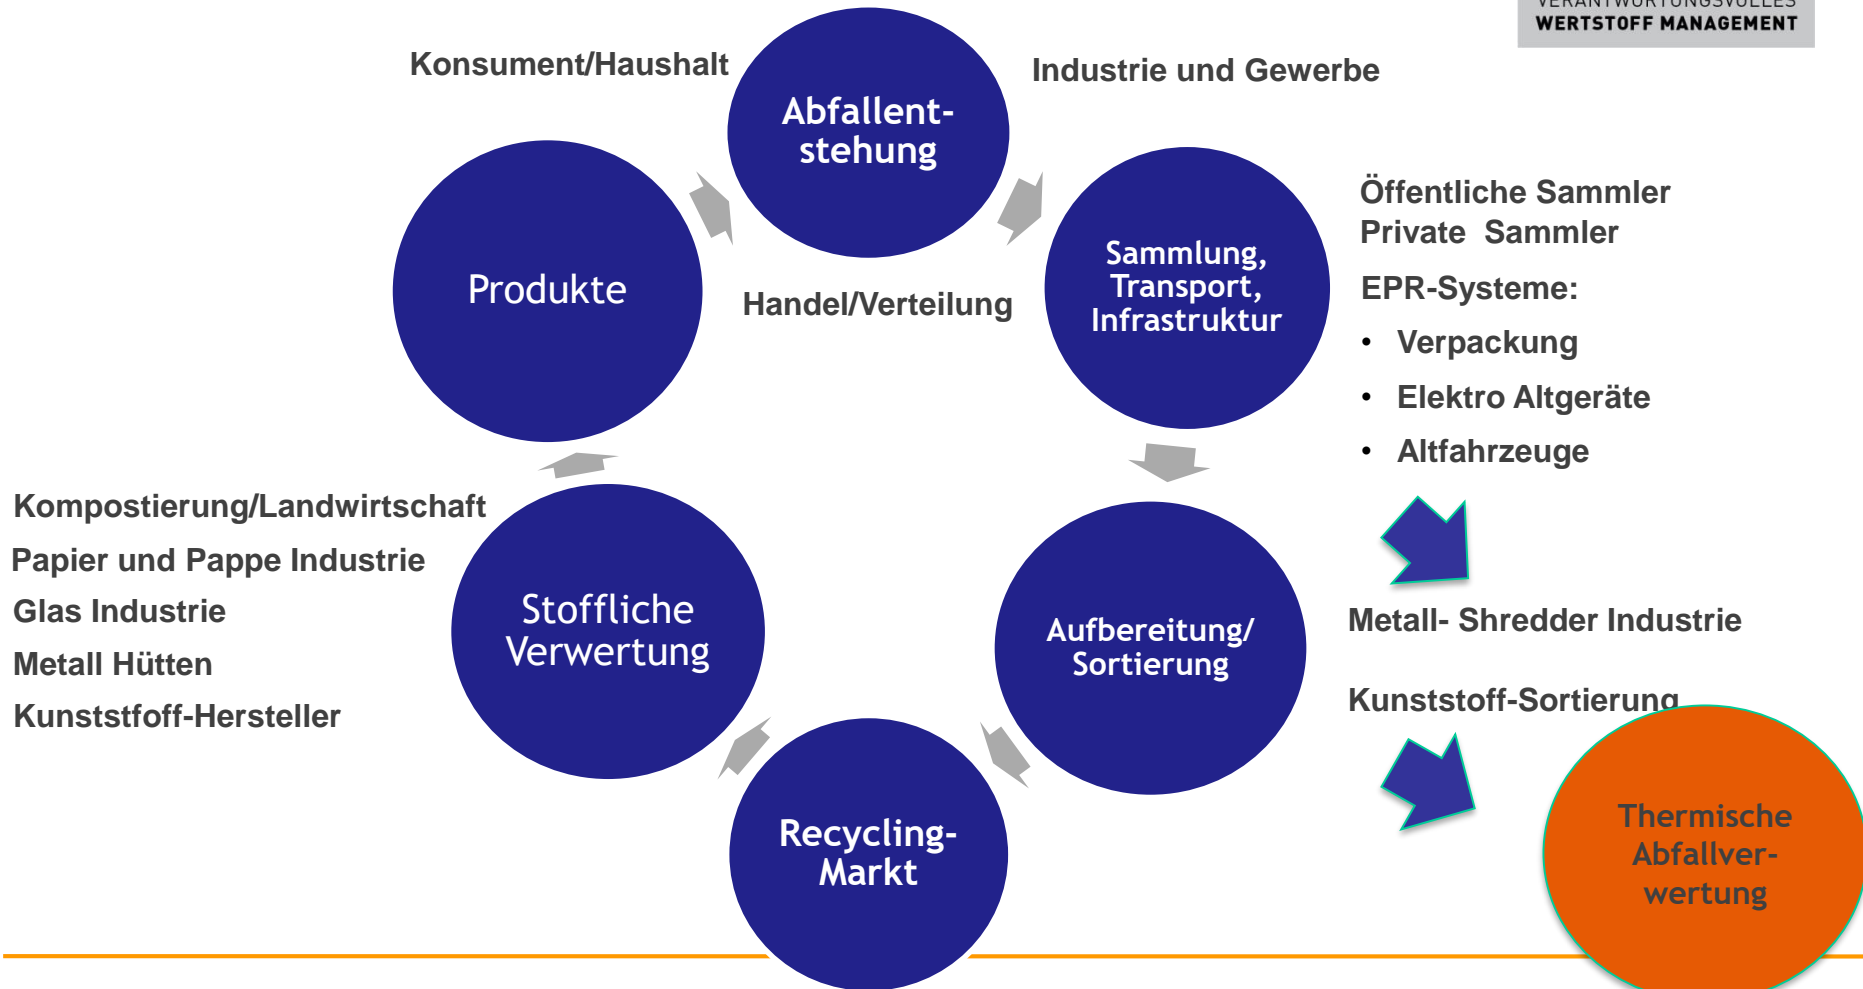 VERANTWORTUNGSVOLLES
WERTSTOFF MANAGEMENT
Konsument/Haushalt
Abfallent-
stehung
Industrie und Gewerbe
Produkte
Handel/Verteilung
Sammlung,
Transport,
Infrastruktur
Öffentliche Sammler
Private Sammler
EPR-Systeme:
• Verpackung
• Elektro Altgeräte
• Altfahrzeuge
Kompostierung/Landwirtschaft
Papier und Pappe Industrie
Glas Industrie
Metall Hütten
Kunststfoff-Hersteller
Stoffliche
Verwertung
Aufbereitung/
Sortierung
Metall- Shredder Industrie
Kunststoff-Sortierung
Recycling-
Markt
Thermische
Abfallver-
wertung